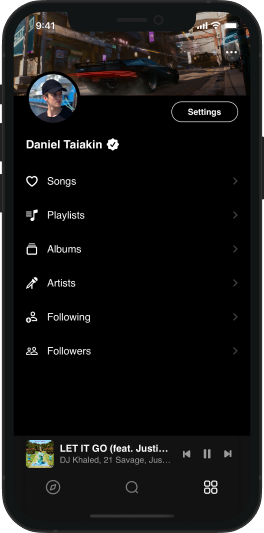 9:41
Settings
Daniel Taiakin
Songs
Playlists
Albums
Artists
Following
Followers
LET IT GO (feat. Justi...
DJ Khaled, 21 Savage, Jus...